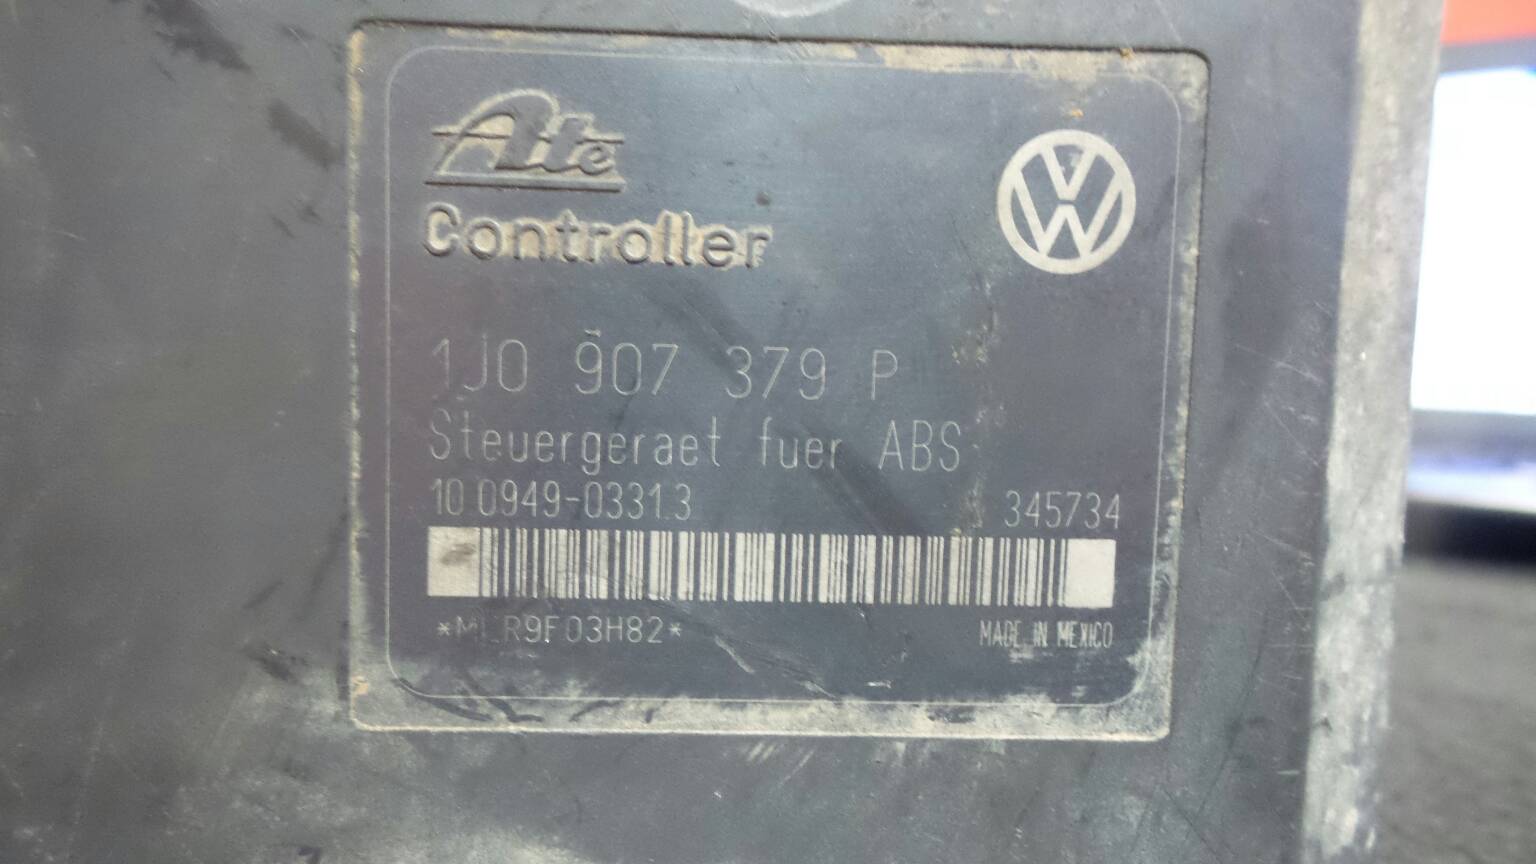 Ate
Controller
1J0 907 379 P
Steuergeraet fuer ABS
10.0949-0331.3 345734
MADE IN MEXICO